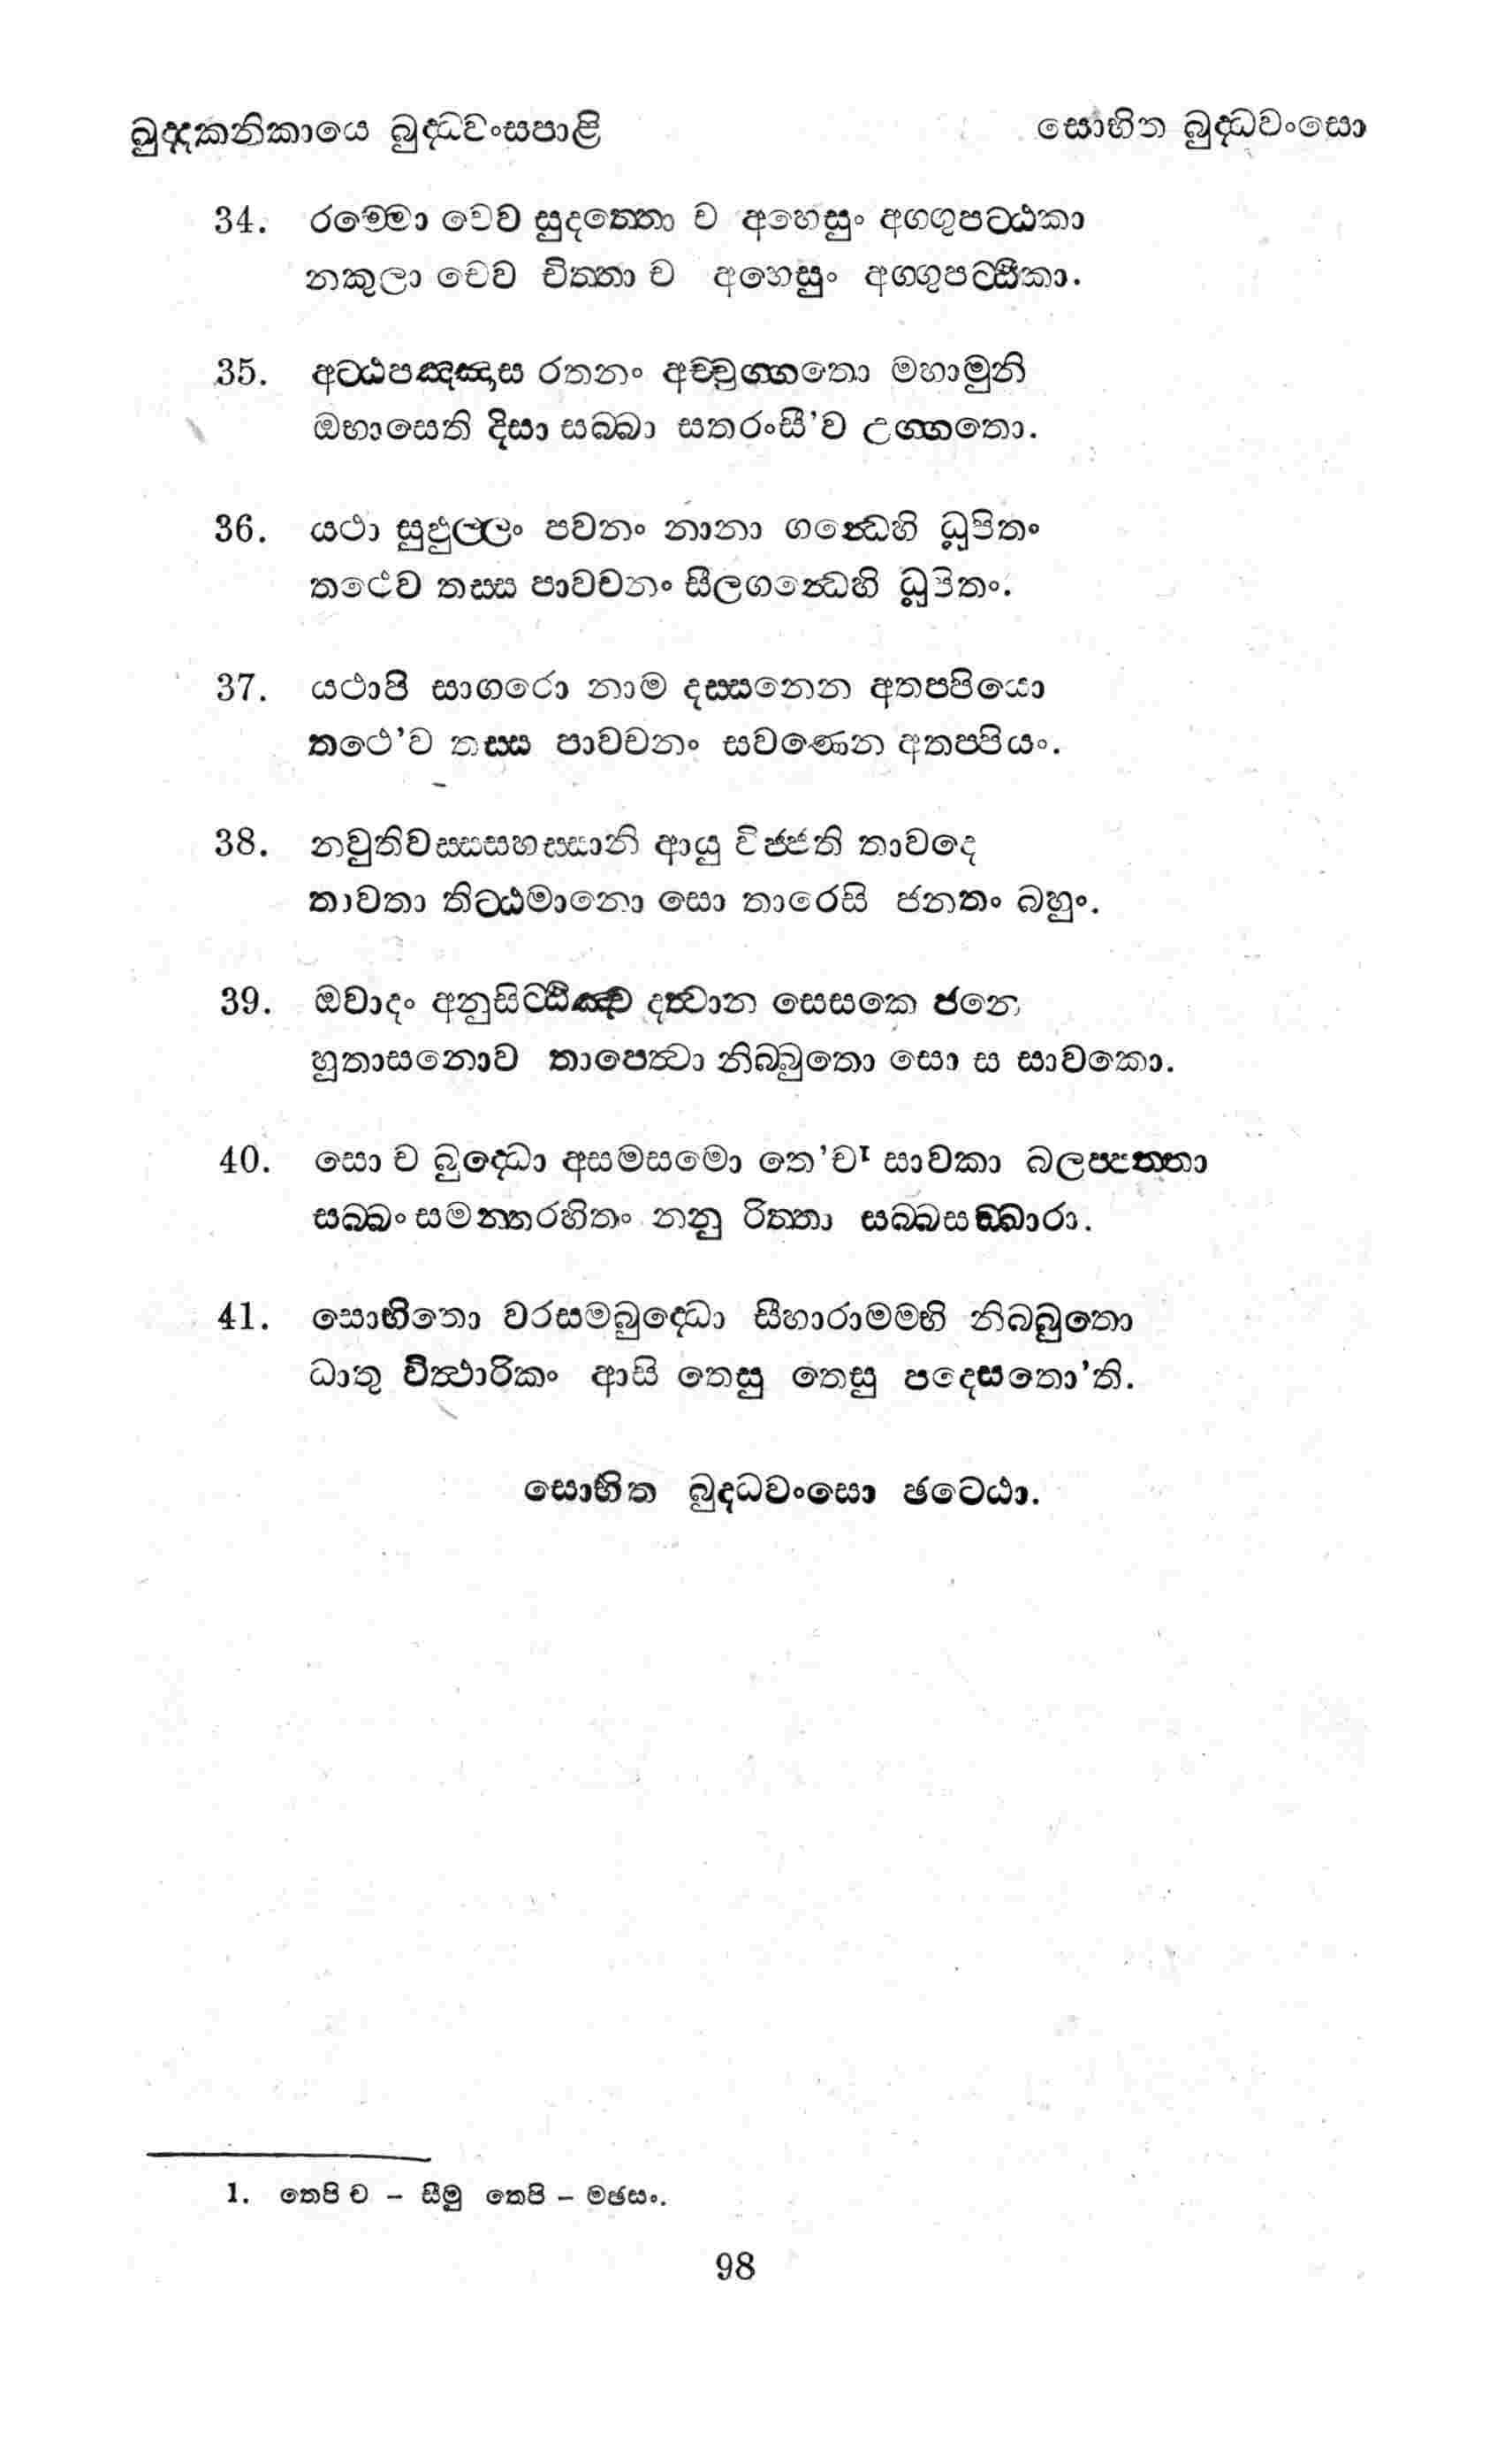 ඛුද්දකනිකායෙ බුද්ධවංසපාළි
සොභිත බුද්ධවංසො
34. රම්මො චෙව සුදත්තො ච අහෙසුං අග්ගුපට්ඨකා
නකුලා චෙව චිත්තා ච අහෙසුං අග්ගුපට්ඨිකා.
35. අට්ඨපඤ්ඤාස රතනං අච්චුග්ගතො මහාමුනි
ඔභාසෙති දිසා සබ්බා සතරංසී’ව උග්ගතො.
36. යථා සුඵුල්ලං පවනං නානා ගන්ධෙහි ධූපිතං
තථෙව තස්ස පාවචනං සීලගන්ධෙහි ධූපිතං.
37. යථාපි සාගරො නාම දස්සනෙන අතප්පියො
තථෙ’ව තස්ස පාවචනං සවණෙන අතප්පියං.
38. නවුතිවස්සසහස්සානි ආයු විජ්ජති තාවදෙ
තාවතා තිට්ඨමානො සො තාරෙසි ජනතං බහුං.
39. ඔවාදං අනුසිට්ඨිඤ්ච දත්වාන සෙසකෙ ජනෙ
හුතාසනොව තාපෙත්වා නිබ්බුතො සො ස සාවකො.
40. සො ච බුද්ධො අසමසමො තෙ’ච¹ සාවකා බලප්පත්තා
සබ්බං සමන්තරහිතං නනු රිත්තා සබ්බසඞ්ඛාරා.
41. සොභිතො වරසම්බුද්ධො සීහාරාමම්භි නිබ්බුතො
ධාතු විත්ථාරිකං ආසි තෙසු තෙසු පදෙසතො’ති.
සොභිත බුද්ධවංසො ඡට්ඨො.
1. තෙපි ච – සීමු තෙපි – මඡසං.
98